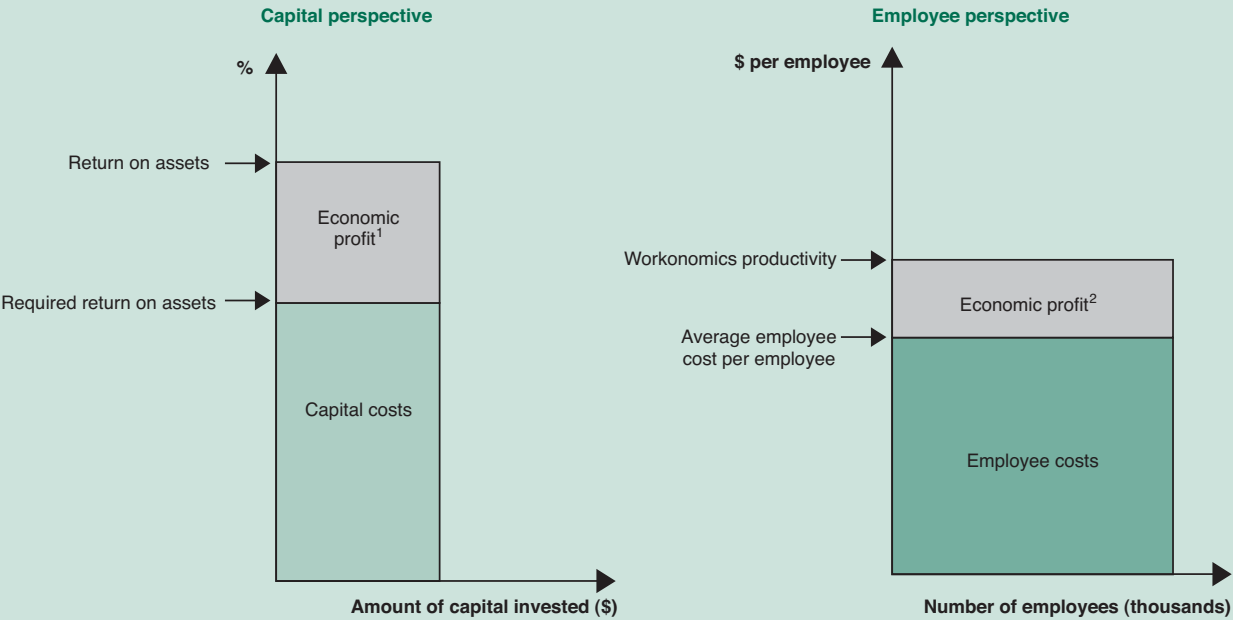 Capital perspective
%
Return on assets
Economic
profit1
Required return on assets
Capital costs
Amount of capital invested ($)
Employee perspective
$ per employee
Workonomics productivity
Economic profit2
Average employee
cost per employee
Employee costs
Number of employees (thousands)